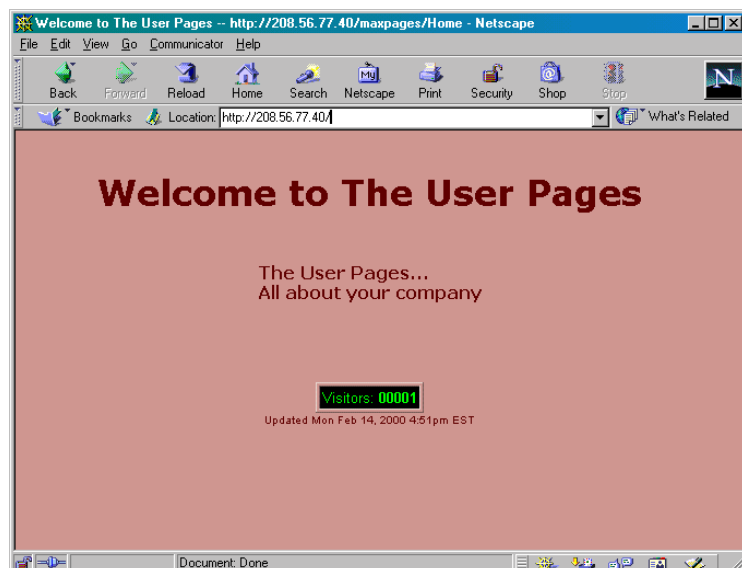 Welcome to The User Pages -- http://208.56.77.40/maxpages/Home - Netscape
File Edit View Go Communicator Help
My N
Back Forward Reload Home Search Netscape Print Security Shop Stop
Bookmarks Location: http://208.56.77.40/ What's Related
Welcome to The User Pages
The User Pages...
All about your company
Visitors: 00001
Updated Mon Feb 14, 2000 4:51pm EST
Document: Done